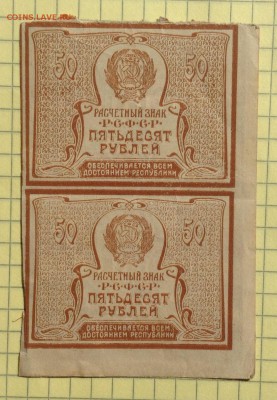 COINS.LAVE.RU
50 50
РАСЧЕТНЫЙ ЗНАК
Р·С·Ф·С·Р
ПЯТЬДЕСЯТ
РУБЛЕЙ
ОБЕСПЕЧИВАЕТСЯ ВСЕМ
ДОСТОЯНИЕМ РЕСПУБЛИКИ
50 50
РАСЧЕТНЫЙ ЗНАК
Р·С·Ф·С·Р
ПЯТЬДЕСЯТ
РУБЛЕЙ
ОБЕСПЕЧИВАЕТСЯ ВСЕМ
ДОСТОЯНИЕМ РЕСПУБЛИКИ